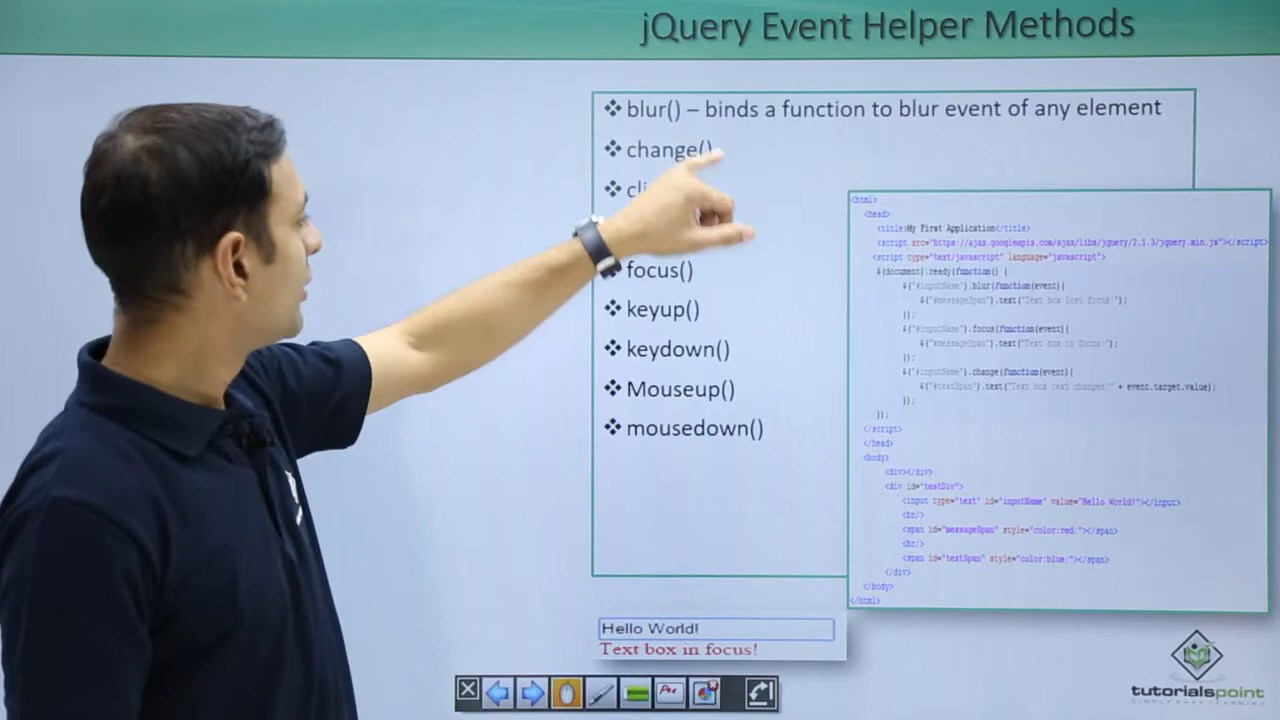 jQuery Event Helper Methods
blur() – binds a function to blur event of any element
change()
focus()
keyup()
keydown()
Mouseup()
mousedown()
<html>
<head>
<title>My First Application</title>
<script src="https://ajax.googleapis.com/ajax/libs/jquery/2.1.3/jquery.min.js"></script>
<script type="text/javascript" language="javascript">
$(document).ready(function() {
$("#inputName").blur(function(event){
$("#messageSpan").text("Text box lost focus!");
});
$("#inputName").focus(function(event){
$("#messageSpan").text("Text box in focus!");
});
$("#inputName").change(function(event){
$("#textSpan").text("Text box text changed!" + event.target.value);
});
});
</script>
</head>
<body>
<div></div>
<div id="testDiv">
<input type="text" id="inputName" value="Hello World!"></input>
<br/>
<span id="messageSpan" style="color:red;"></span>
<br/>
<span id="textSpan" style="color:blue;"></span>
</div>
</body>
</html>
Hello World!
Text box in focus!
tutorialspoint